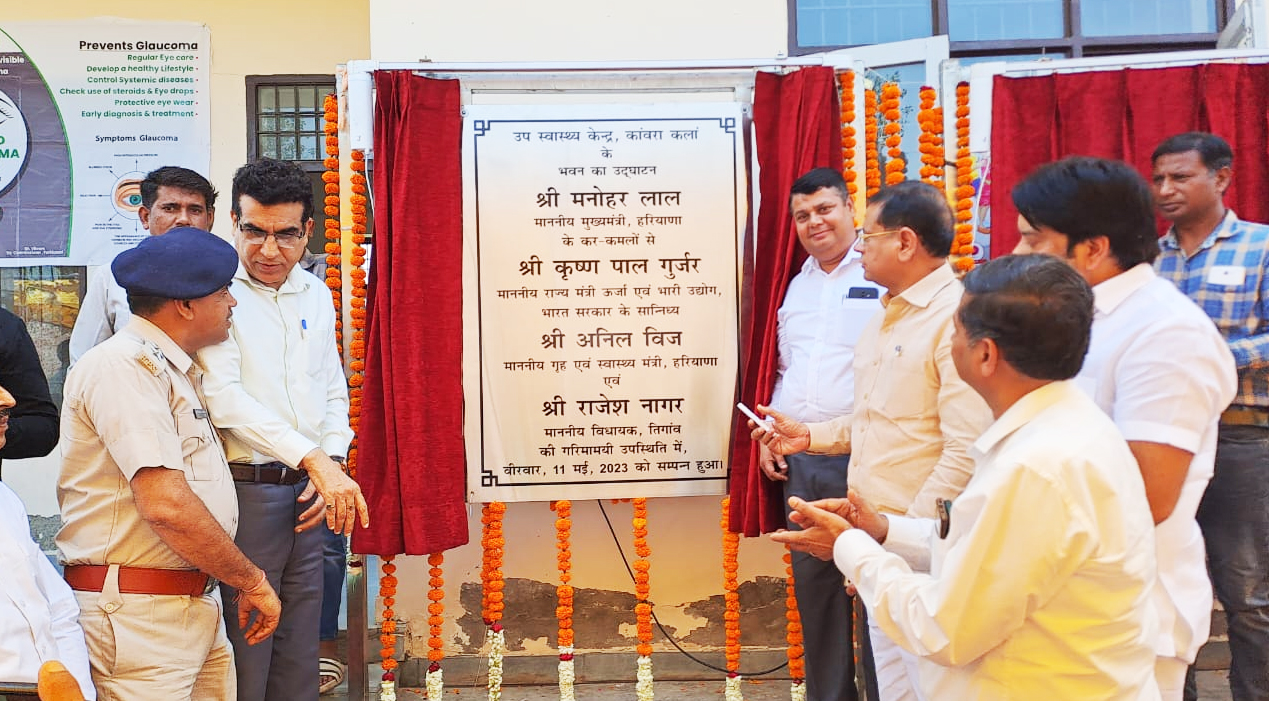 visible
Prevents Glaucoma
Regular Eye care
Develop a healthy Lifestyle
Control Systemic diseases
Check use of steroids & Eye drops
Protective eye wear
Early diagnosis & treatment
Symptoms Glaucoma
उप स्वास्थ्य केन्द्र, कांवरा कलां
के
भवन का उद्घाटन
श्री मनोहर लाल
माननीय मुख्यमंत्री, हरियाणा
के कर-कमलों से
श्री कृष्ण पाल गुर्जर
माननीय राज्य मंत्री ऊर्जा एवं भारी उद्योग,
भारत सरकार के सानिध्य
श्री अनिल विज
माननीय गृह एवं स्वास्थ्य मंत्री, हरियाणा
एवं
श्री राजेश नागर
माननीय विधायक, तिगांव
की गरिमामयी उपस्थिति में,
वीरवार, 11 मई, 2023 को सम्पन्न हुआ।